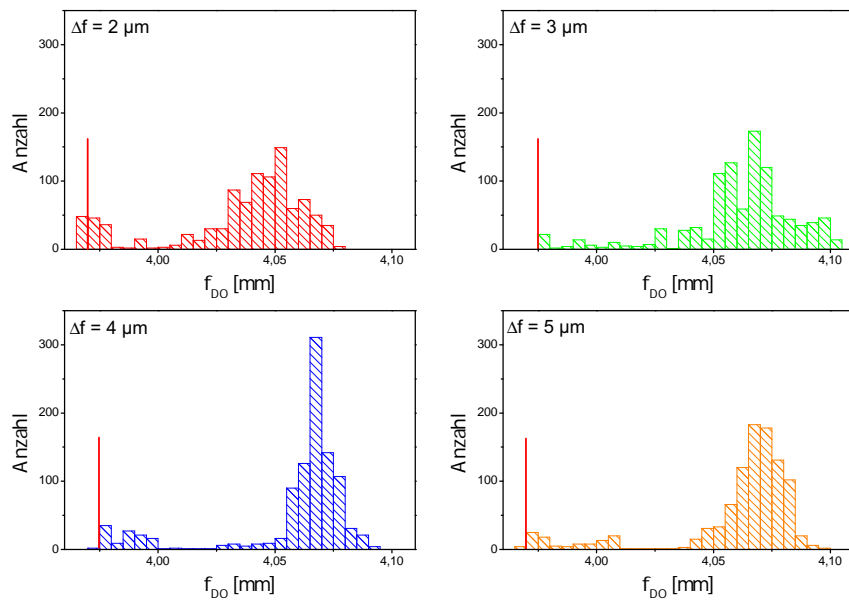 Δf = 2 µm
Anzahl
300
200
100
0
4,00
4,05
4,10
f_DO [mm]
Δf = 3 µm
Anzahl
300
200
100
0
4,00
4,05
4,10
f_DO [mm]
Δf = 4 µm
Anzahl
300
200
100
0
4,00
4,05
4,10
f_DO [mm]
Δf = 5 µm
Anzahl
300
200
100
0
4,00
4,05
4,10
f_DO [mm]